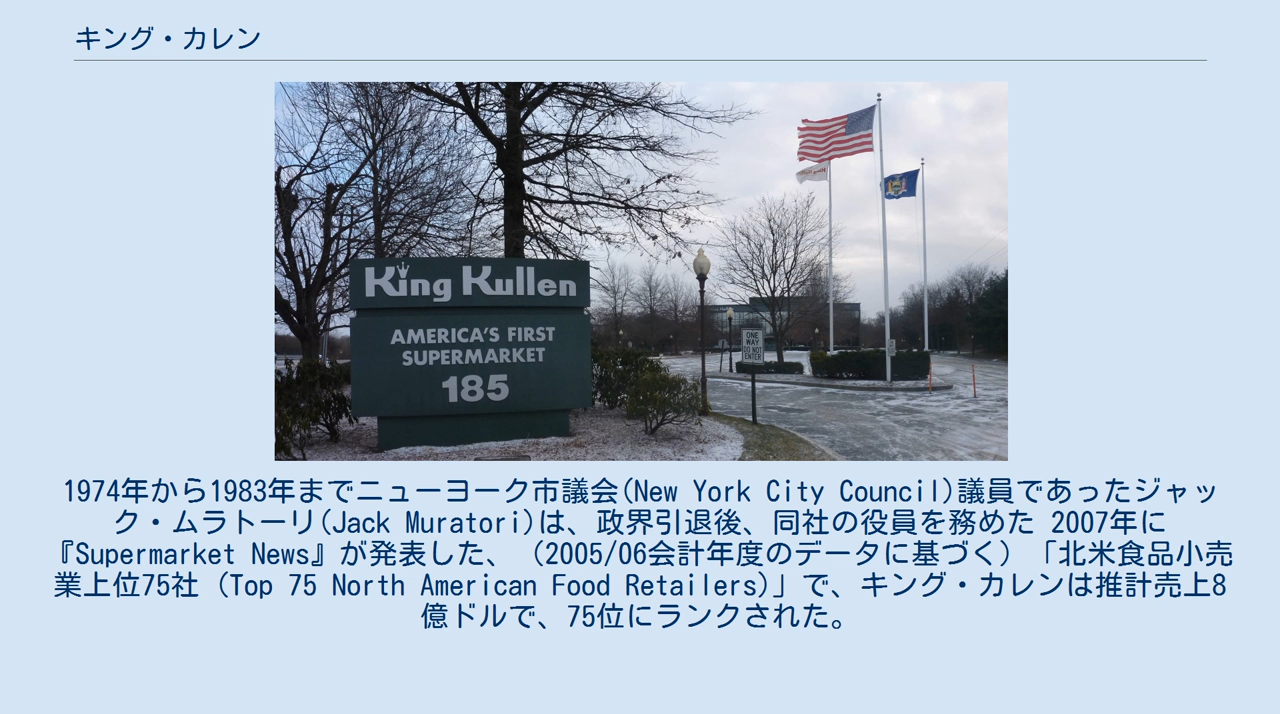 キング・カレン
King Kullen
AMERICA'S FIRST
SUPERMARKET
185
ONE
WAY
DO NOT
ENTER
1974年から1983年までニューヨーク市議会(New York City Council)議員であったジャッ
ク・ムラトーリ(Jack Muratori)は、政界引退後、同社の役員を務めた 2007年に
『Supermarket News』が発表した、（2005/06会計年度のデータに基づく）「北米食品小売
業上位75社（Top 75 North American Food Retailers)」で、キング・カレンは推計売上8
億ドルで、75位にランクされた。